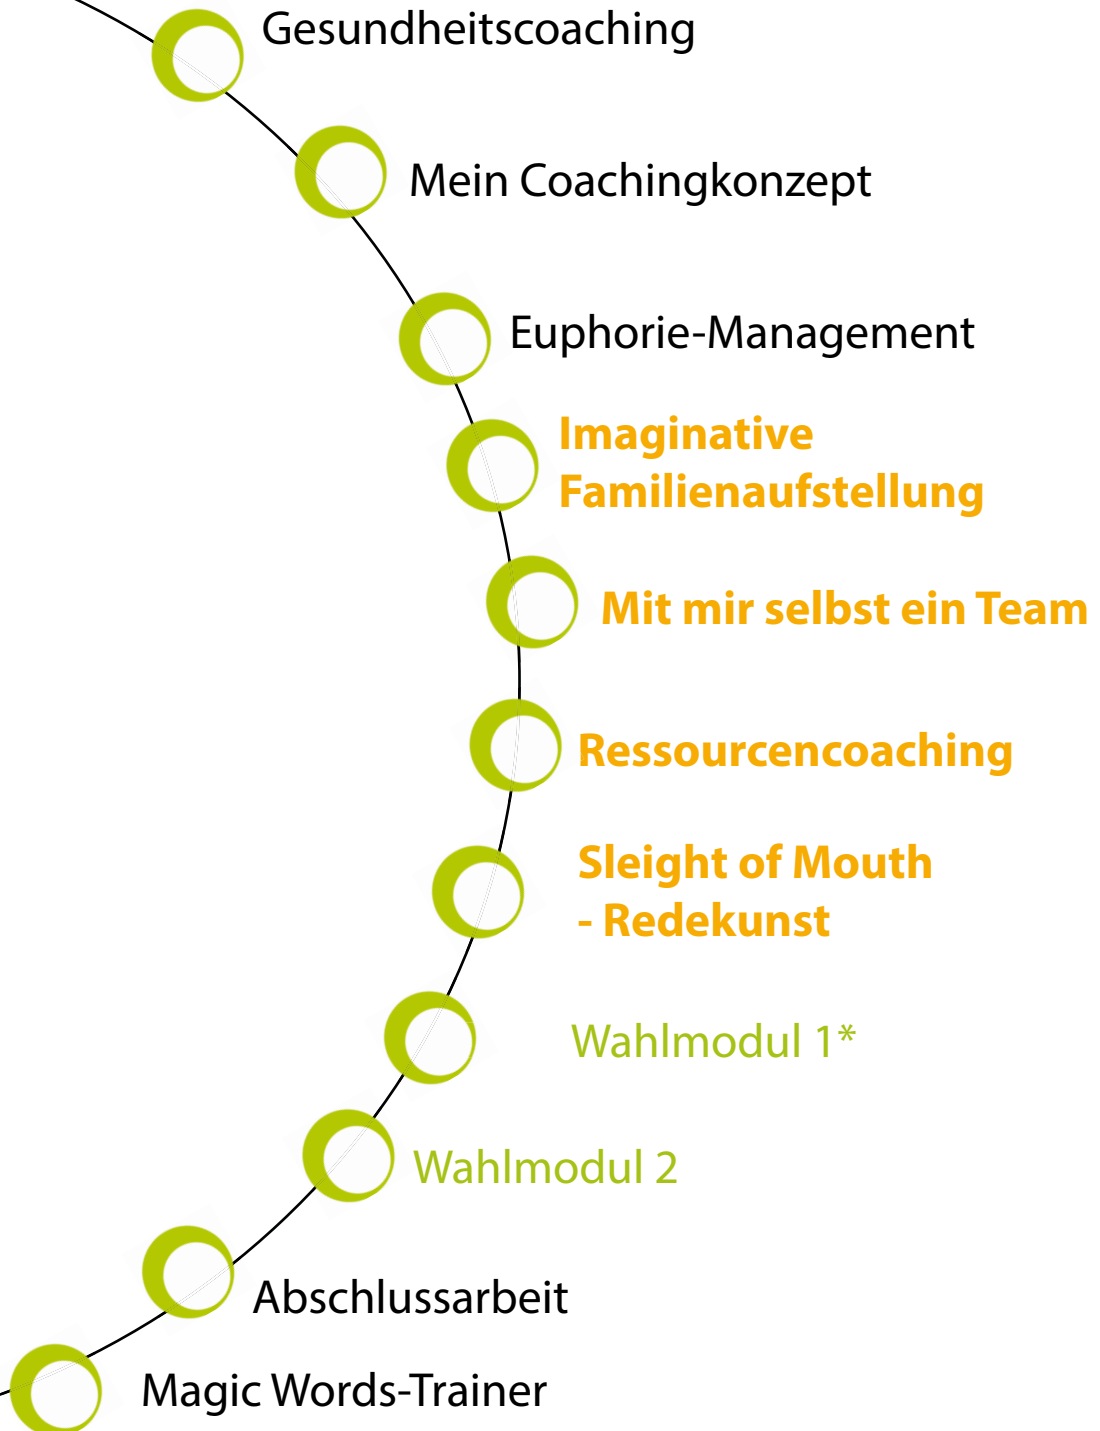 Gesundheitscoaching
Mein Coachingkonzept
Euphorie-Management
Imaginative
Familienaufstellung
Mit mir selbst ein Team
Ressourcencoaching
Sleight of Mouth
- Redekunst
Wahlmodul 1*
Wahlmodul 2
Abschlussarbeit
Magic Words-Trainer